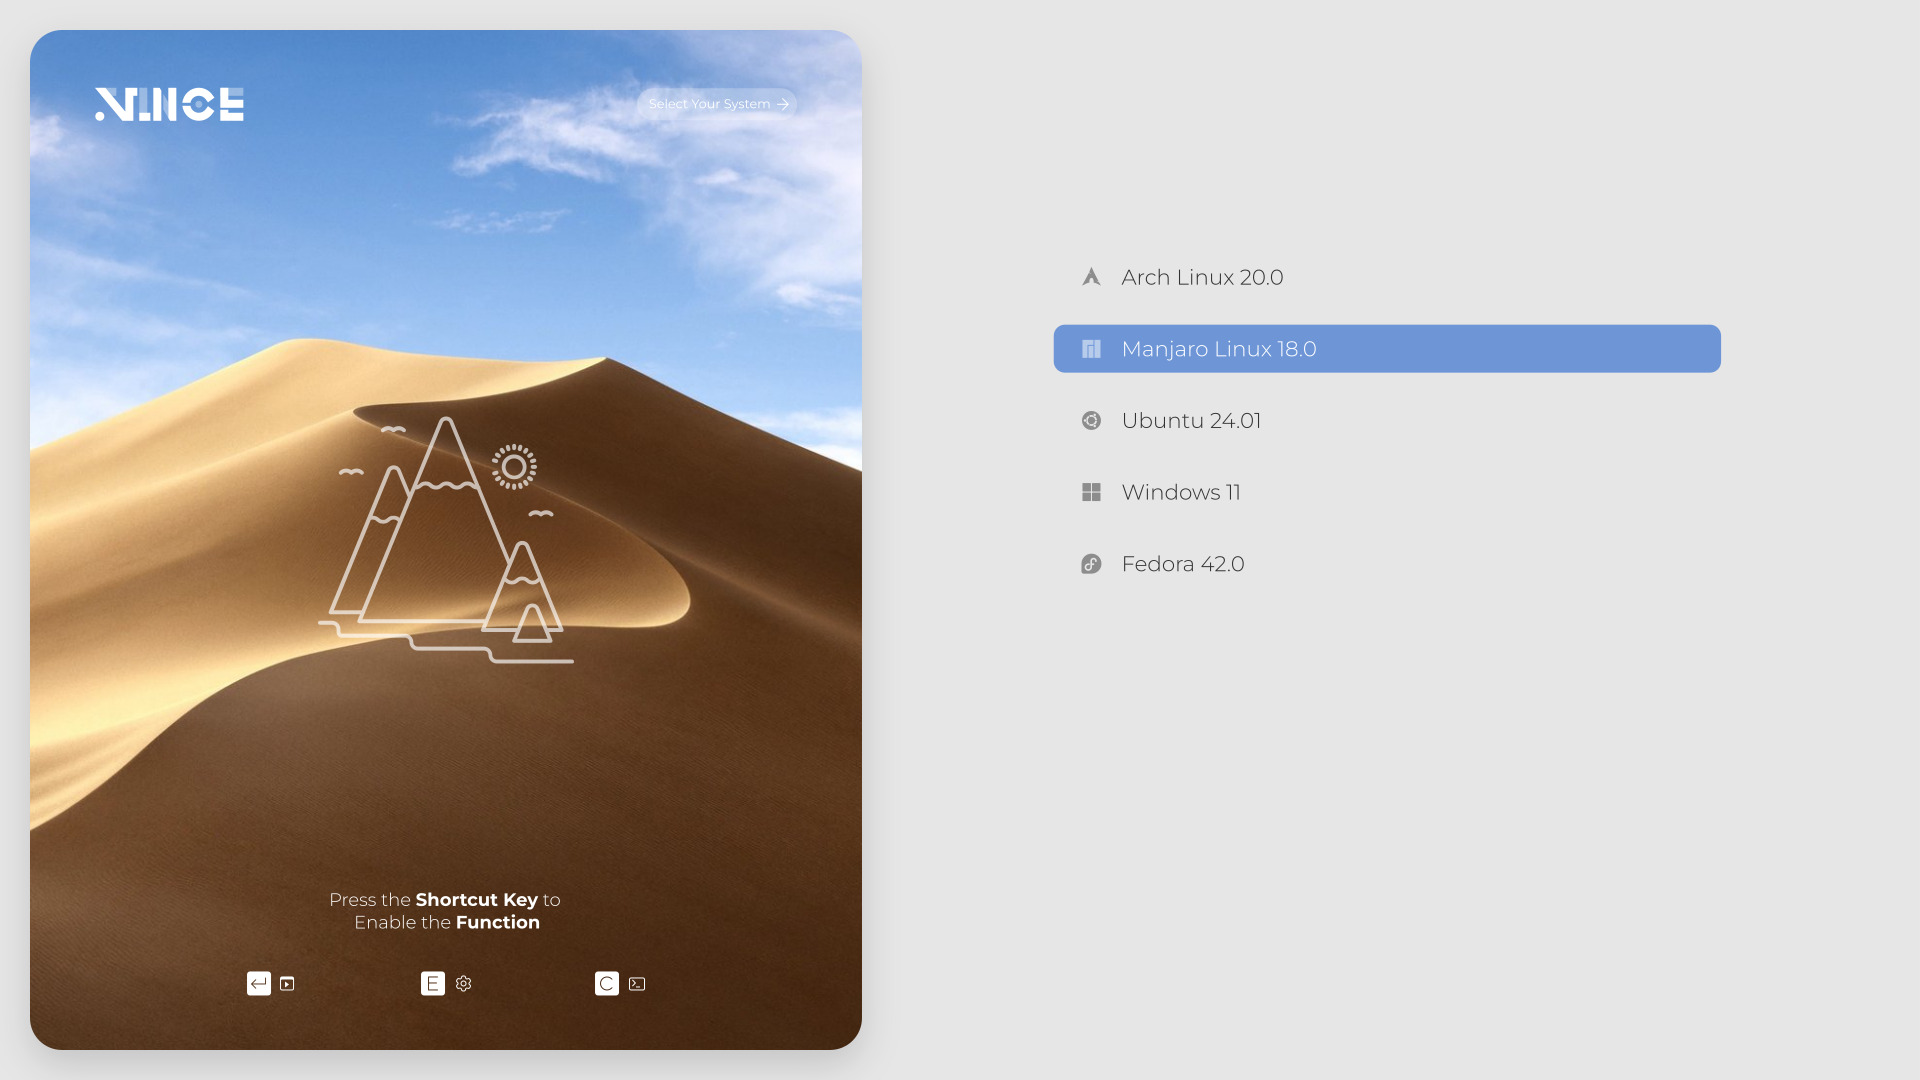 VINCE
Select Your System
Arch Linux 20.0
Manjaro Linux 18.0
Ubuntu 24.01
Windows 11
Fedora 42.0
Press the Shortcut Key to
Enable the Function
E
C